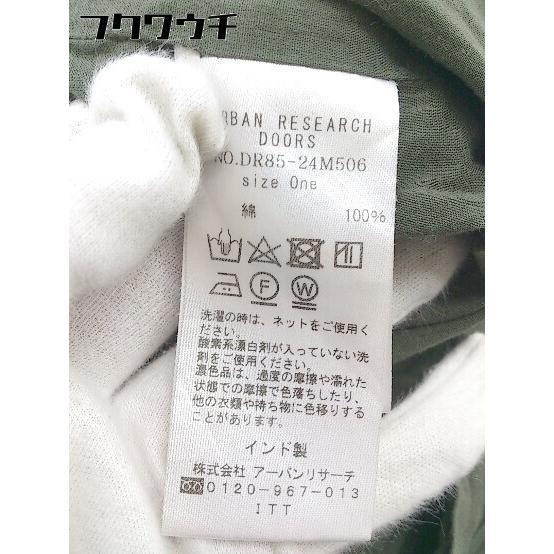 フクワウチ
RBAN RESEARCH
DOORS
NO.DR85-24M506
size One
綿 100%
F W
洗濯の時は、ネットをご使用く
ださい。
酸素系漂白剤が入っていない洗
剤をご使用ください。
濃色品は、過度の摩擦や濡れた
状態での摩擦で色落ちしたり、
他の衣類や持ち物に色移りする
ことがあります。
インド製
株式会社 アーバンリサーチ
0120-967-013
ITT